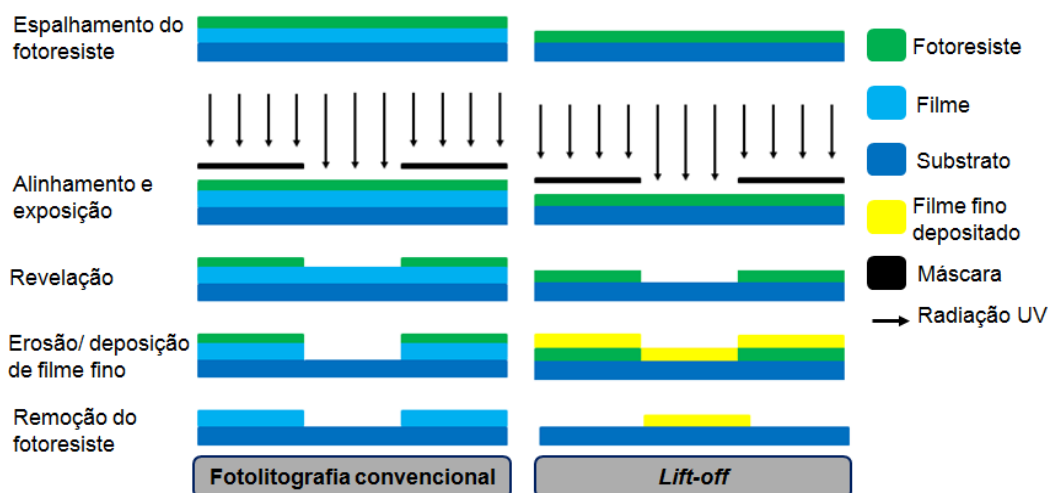 Espalhamento do
fotoresiste
Alinhamento e
exposição
Revelação
Erosão/ deposição
de filme fino
Remoção do
fotoresiste
Fotolitografia convencional
Lift-off
Fotoresiste
Filme
Substrato
Filme fino
depositado
Máscara
Radiação UV